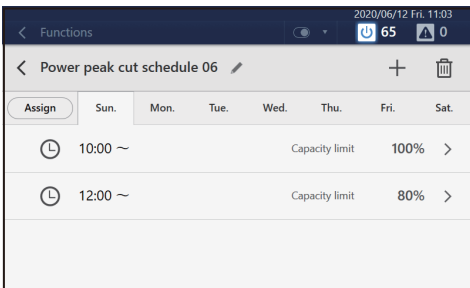 2020/06/12 Fri. 11:03
Functions 65 0
Power peak cut schedule 06
Assign Sun. Mon. Tue. Wed. Thu. Fri. Sat.
10:00 ~ Capacity limit 100%
12:00 ~ Capacity limit 80%